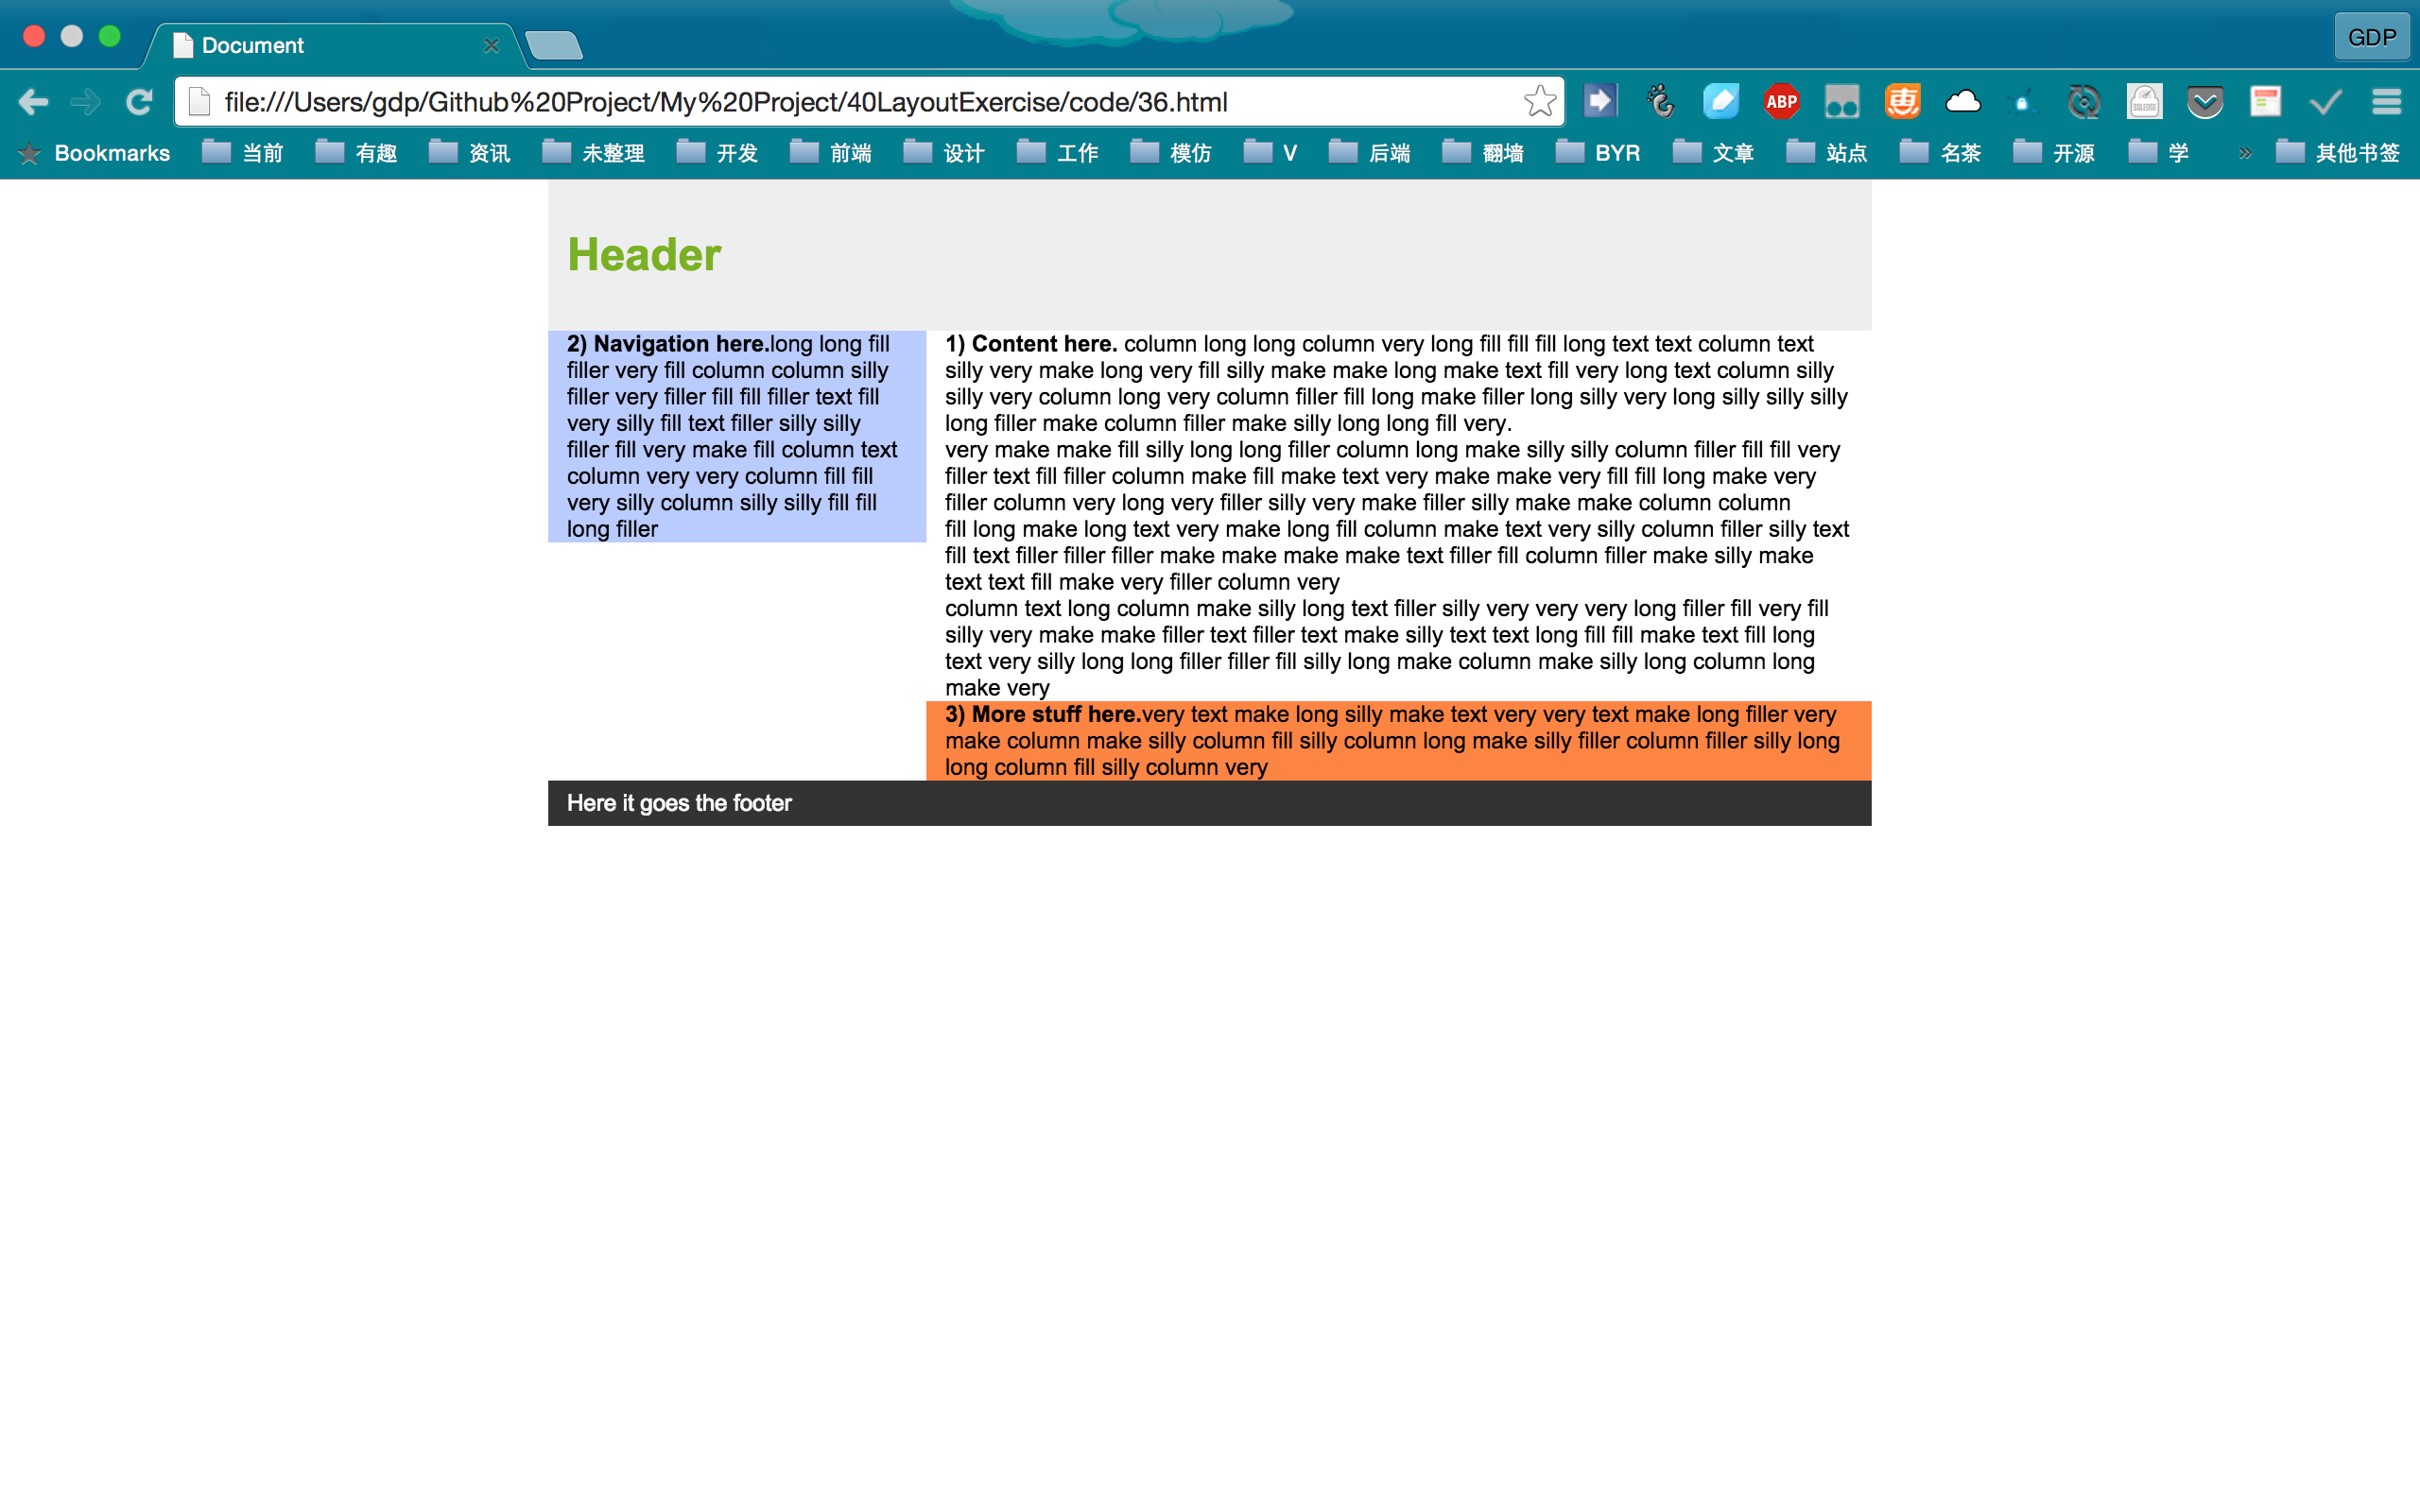 Document
GDP
file:///Users/gdp/Github%20Project/My%20Project/40LayoutExercise/code/36.html
ABP
惠
SSLEDGE
Bookmarks 当前 有趣 资讯 未整理 开发 前端 设计 工作 模仿 V 后端 翻墙 BYR 文章 站点 名茶 开源 学 » 其他书签
Header
2) Navigation here.long long fill
filler very fill column column silly
filler very filler fill fill filler text fill
very silly fill text filler silly silly
filler fill very make fill column text
column very very column fill fill
very silly column silly silly fill fill
long filler
1) Content here. column long long column very long fill fill fill long text text column text
silly very make long very fill silly make make long make text fill very long text column silly
silly very column long very column filler fill long make filler long silly very long silly silly silly
long filler make column filler make silly long long fill very.
very make make fill silly long long filler column long make silly silly column filler fill fill very
filler text fill filler column make fill make text very make make very fill fill long make very
filler column very long very filler silly very make filler silly make make column column
fill long make long text very make long fill column make text very silly column filler silly text
fill text filler filler filler make make make make text filler fill column filler make silly make
text text fill make very filler column very
column text long column make silly long text filler silly very very very long filler fill very fill
silly very make make filler text filler text make silly text text long fill fill make text fill long
text very silly long long filler filler fill silly long make column make silly long column long
make very
3) More stuff here.very text make long silly make text very very text make long filler very
make column make silly column fill silly column long make silly filler column filler silly long
long column fill silly column very
Here it goes the footer